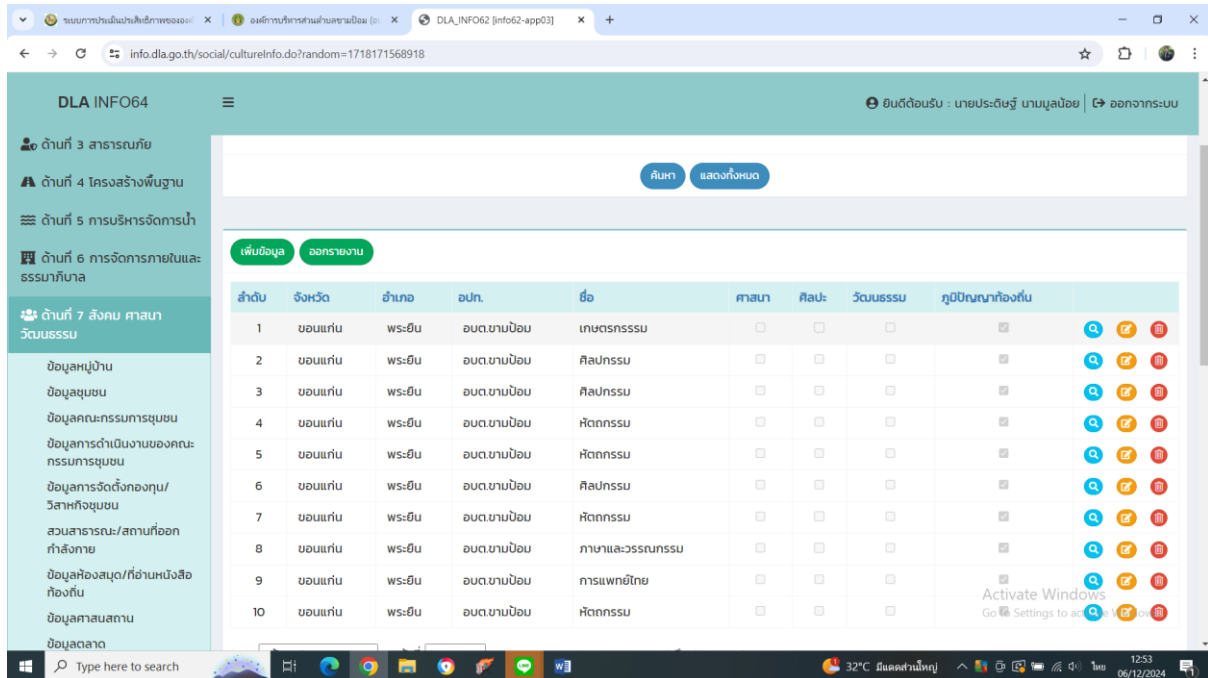 ระบบการประเมินประสิทธิภาพขององค์
องค์การบริหารส่วนตำบลขามป้อม (อบ
DLA_INFO62 [info62-app03]
info.dla.go.th/social/cultureInfo.do?random=1718171568918
DLA INFO64
ยินดีต้อนรับ : นายประดิษฐ์ นามมูลน้อย
ออกจากระบบ
ด้านที่ 3 สาธารณภัย
ด้านที่ 4 โครงสร้างพื้นฐาน
ด้านที่ 5 การบริหารจัดการน้ำ
ด้านที่ 6 การจัดการภายในและ
ธรรมาภิบาล
ด้านที่ 7 สังคม ศาสนา
วัฒนธรรม
ข้อมูลหมู่บ้าน
ข้อมูลชุมชน
ข้อมูลคณะกรรมการชุมชน
ข้อมูลการดำเนินงานของคณะ
กรรมการชุมชน
ข้อมูลการจัดตั้งกองทุน/
วิสาหกิจชุมชน
สวนสาธารณะ/สถานที่ออก
กำลังกาย
ข้อมูลห้องสมุด/ที่อ่านหนังสือ
ท้องถิ่น
ข้อมูลศาสนสถาน
ข้อมูลตลาด
ค้นหา แสดงทั้งหมด
เพิ่มข้อมูล ออกรายงาน
ลำดับ จังหวัด อำเภอ อปท. ชื่อ ศาสนา ศิลปะ วัฒนธรรม ภูมิปัญญาท้องถิ่น
1 ขอนแก่น พระยืน อบต.ขามป้อม เกษตรกรรรม
2 ขอนแก่น พระยืน อบต.ขามป้อม ศิลปกรรม
3 ขอนแก่น พระยืน อบต.ขามป้อม ศิลปกรรม
4 ขอนแก่น พระยืน อบต.ขามป้อม หัตถกรรม
5 ขอนแก่น พระยืน อบต.ขามป้อม หัตถกรรม
6 ขอนแก่น พระยืน อบต.ขามป้อม ศิลปกรรม
7 ขอนแก่น พระยืน อบต.ขามป้อม หัตถกรรม
8 ขอนแก่น พระยืน อบต.ขามป้อม ภาษาและวรรณกรรม
9 ขอนแก่น พระยืน อบต.ขามป้อม การแพทย์ไทย
10 ขอนแก่น พระยืน อบต.ขามป้อม หัตถกรรม
Activate Windows
Go to Settings to activate Windows
Type here to search
32°C มีแดดส่วนใหญ่
ไทย
12:53
06/12/2024